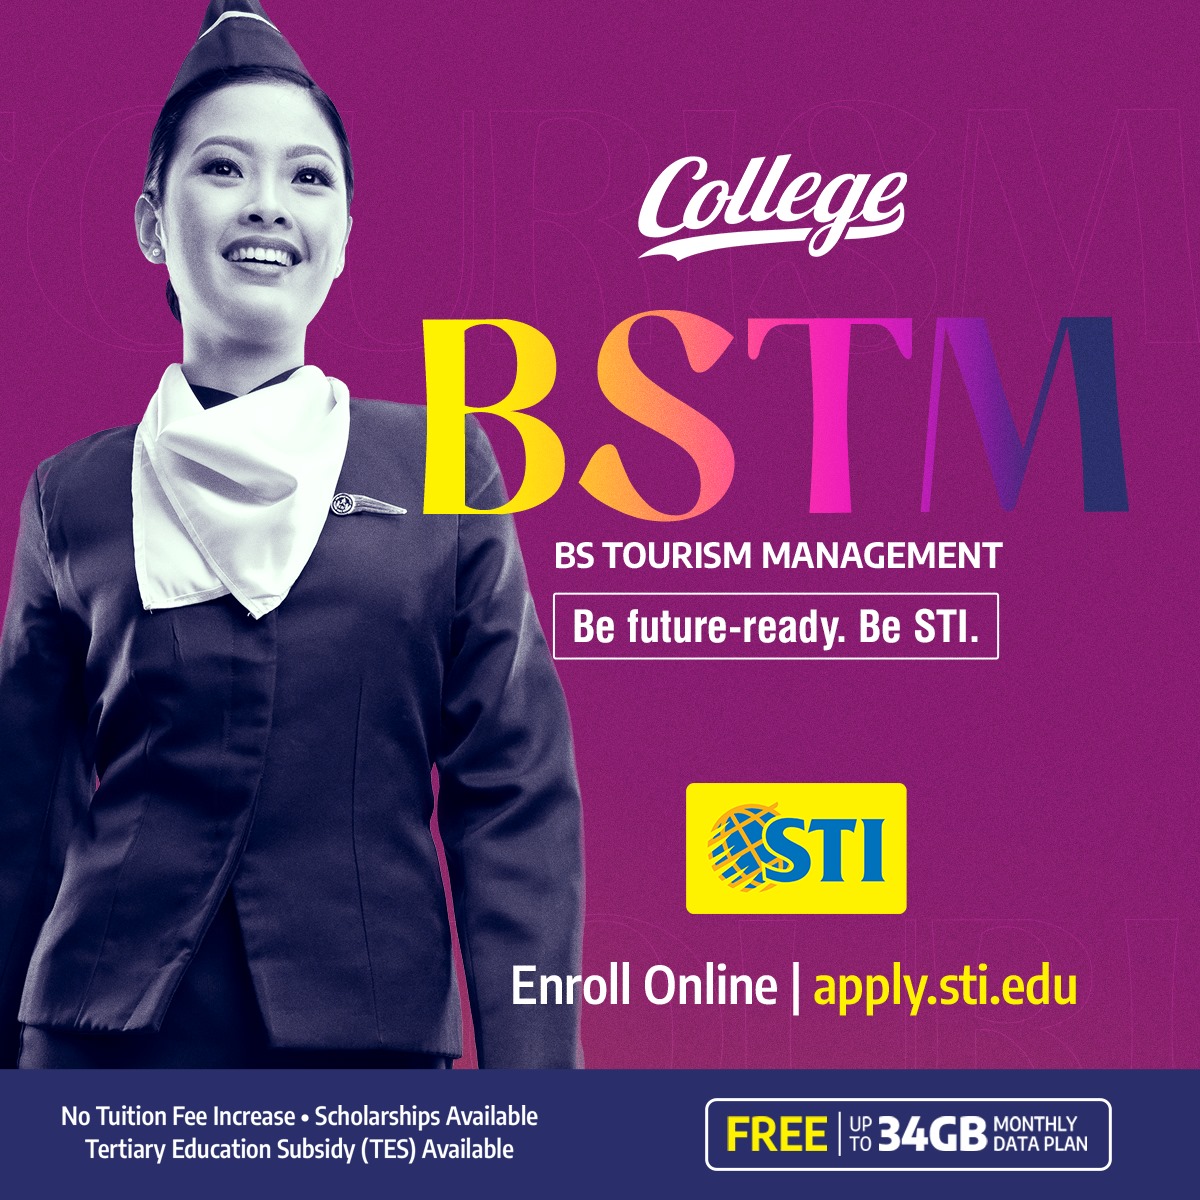 College
BSTM
BS TOURISM MANAGEMENT
Be future-ready. Be STI.
STI
Enroll Online | apply.sti.edu
No Tuition Fee Increase • Scholarships Available
Tertiary Education Subsidy (TES) Available
FREE | UP TO 34GB MONTHLY DATA PLAN
TOURISM